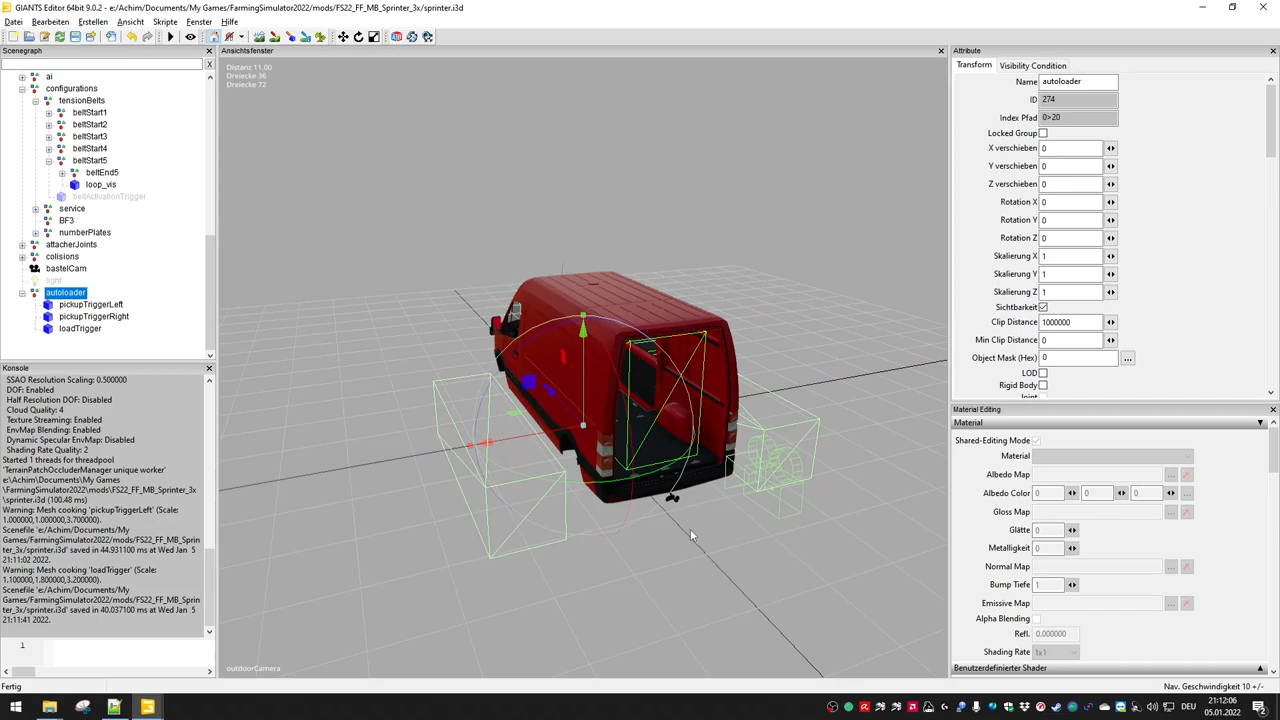 GIANTS Editor 64bit 9.0.2 - e:/Achim/Documents/My Games/FarmingSimulator2022/mods/FS22_FF_MB_Sprinter_3x/sprinter.i3d
Datei Bearbeiten Erstellen Ansicht Skripte Fenster Hilfe
Scenegraph
X
ai
configurations
tensionBelts
beltStart1
beltStart2
beltStart3
beltStart4
beltStart5
beltEnd5
loop_vis
beltActivationTrigger
service
BF3
numberPlates
attacherJoints
colisions
bastelCam
light
autoloader
pickupTriggerLeft
pickupTriggerRight
loadTrigger
Konsole
SSAO Resolution Scaling: 0.500000
DOF: Enabled
Half Resolution DOF: Disabled
Cloud Quality: 4
Texture Streaming: Enabled
EnvMap Blending: Enabled
Dynamic Specular EnvMap: Disabled
Shading Rate Quality: 2
Started 1 threads for threadpool
'TerrainPatchOccluderManager unique worker'
'e:\Achim\Documents\My Games
\FarmingSimulator2022\mods\FS22_FF_MB_Sprinter_3x
\sprinter.i3d' (100.48 ms)
Warning: Mesh cooking 'pickupTriggerLeft' (Scale:
1.000000,1.000000,3.700000).
Scenefile 'e:/Achim/Documents/My
Games/FarmingSimulator2022/mods/FS22_FF_MB_Sprin
ter_3x/sprinter.i3d' saved in 44.931100 ms at Wed Jan  5
21:11:02 2022.
Warning: Mesh cooking 'loadTrigger' (Scale:
1.100000,1.800000,3.200000).
Scenefile 'e:/Achim/Documents/My
Games/FarmingSimulator2022/mods/FS22_FF_MB_Sprin
ter_3x/sprinter.i3d' saved in 40.037100 ms at Wed Jan  5
21:11:41 2022.
1
Fertig
Ansichtsfenster
Distanz 11.00
Dreiecke 36
Dreiecke 72
outdoorCamera
Attribute
Transform Visibility Condition
Name autoloader
ID 274
Index Pfad 0>20
Locked Group
X verschieben 0
Y verschieben 0
Z verschieben 0
Rotation X 0
Rotation Y 0
Rotation Z 0
Skalierung X 1
Skalierung Y 1
Skalierung Z 1
Sichtbarkeit
Clip Distance 1000000
Min Clip Distance 0
Object Mask (Hex) 0 ...
LOD
Rigid Body
Joint
Material Editing
Material
Shared-Editing Mode
Material
Albedo Map ...
Albedo Color 0 0 0 ...
Gloss Map ...
Glätte 0
Metalligkeit 0
Normal Map ...
Bump Tiefe 1
Emissive Map ...
Alpha Blending
Refl. 0.000000
Shading Rate 1x1
Benutzerdefinierter Shader
Nav. Geschwindigkeit 10 +/-
DEU
21:12:06
05.01.2022